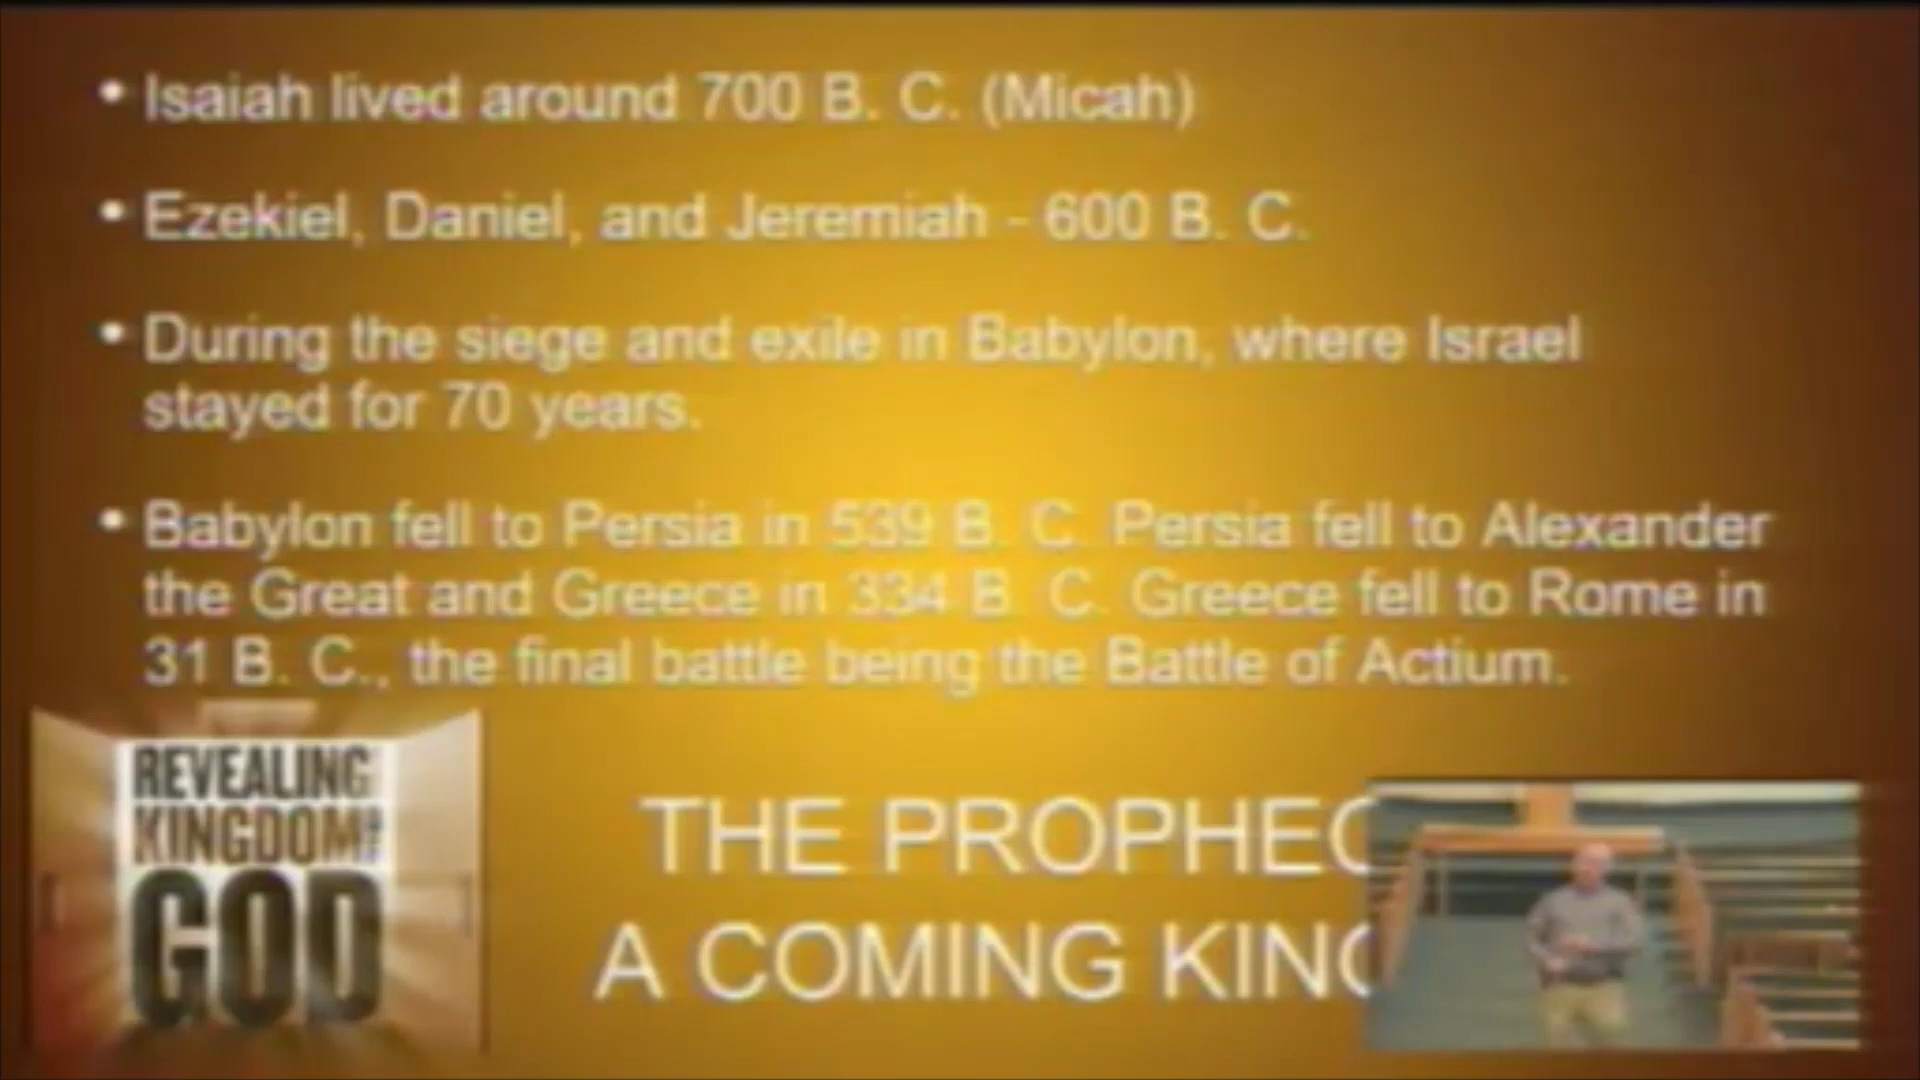 • Isaiah lived around 700 B. C. (Micah)
• Ezekiel, Daniel, and Jeremiah - 600 B. C.
• During the siege and exile in Babylon, where Israel
stayed for 70 years.
• Babylon fell to Persia in 539 B. C. Persia fell to Alexander
the Great and Greece in 334 B. C. Greece fell to Rome in
31 B. C., the final battle being the Battle of Actium.
REVEALING
KINGDOM
GOD
THE PROPHEC
A COMING KING